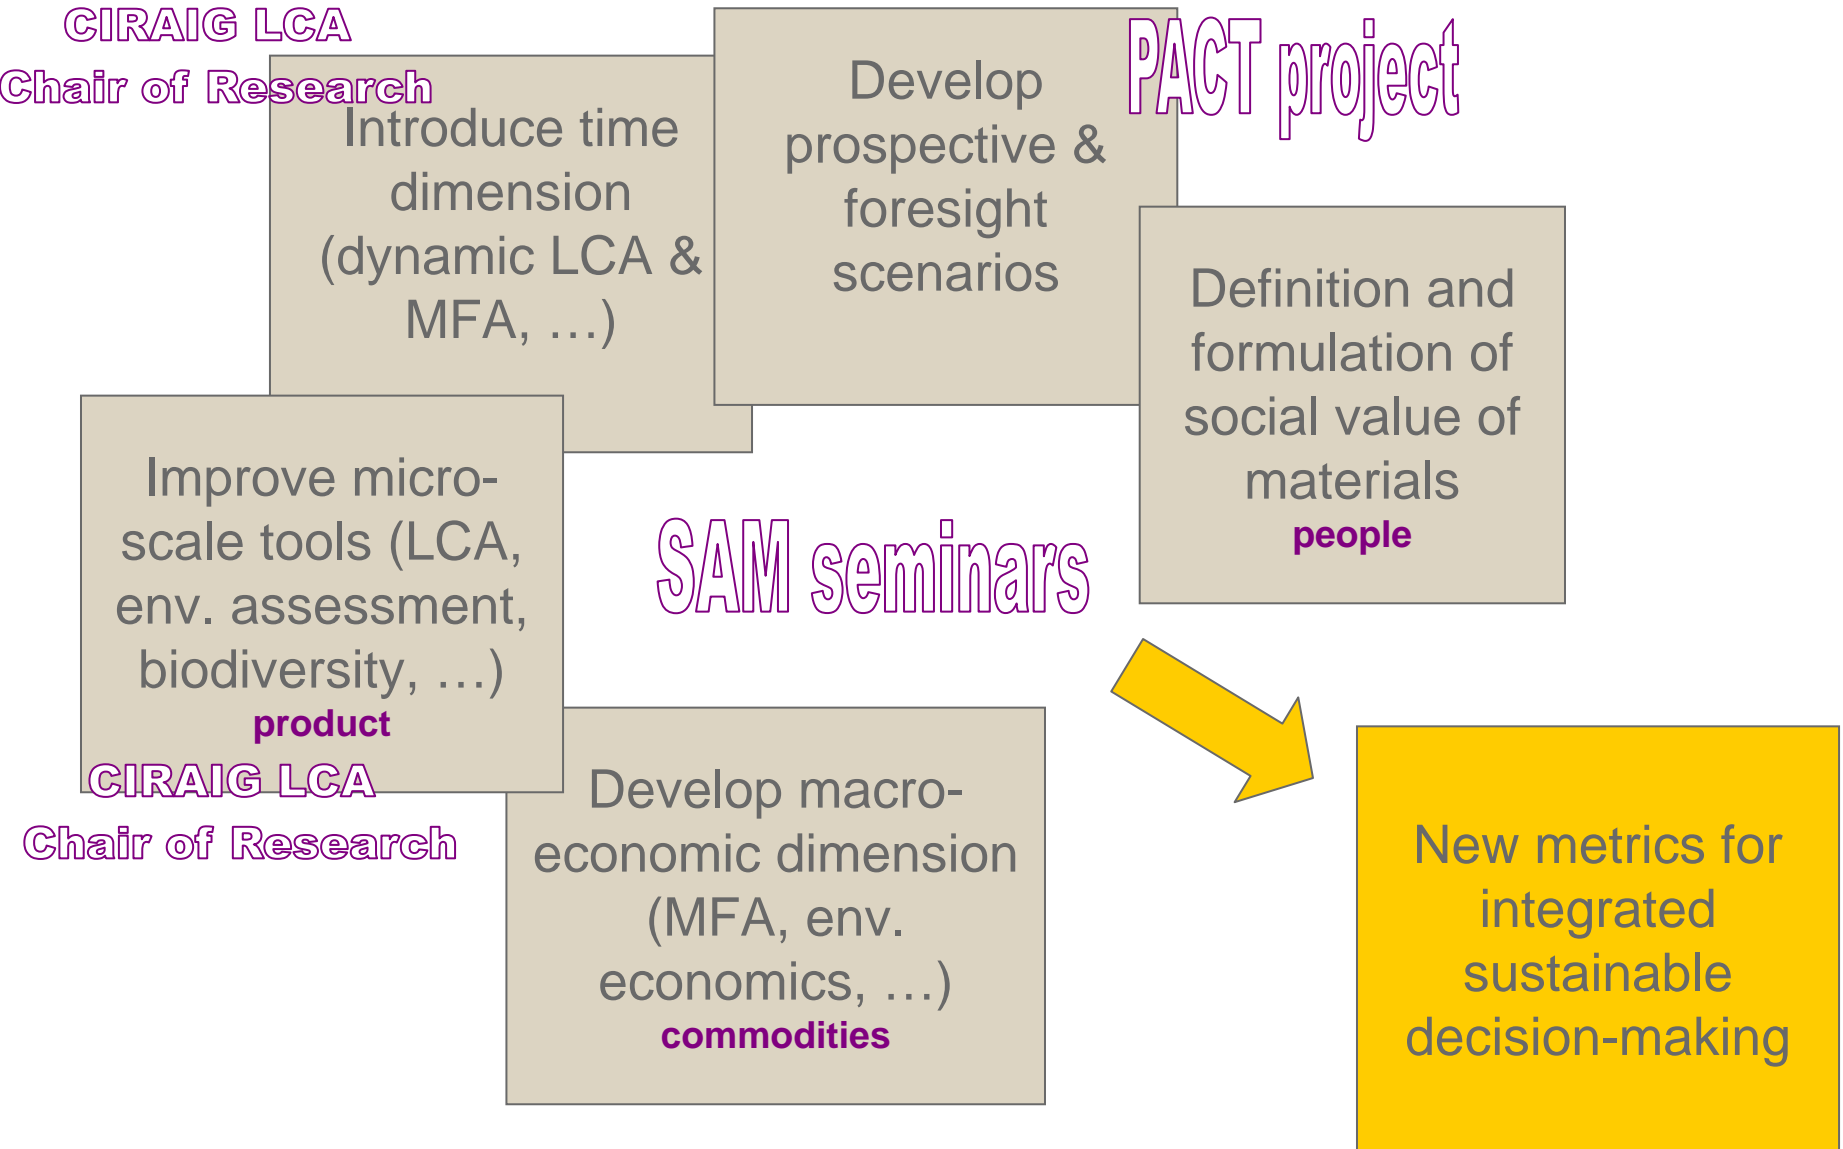 CIRAIG LCA
Chair of Research
Introduce time
dimension
(dynamic LCA &
MFA, …)
Develop
prospective &
foresight
scenarios
PACT project
Definition and
formulation of
social value of
materials
people
Improve micro-
scale tools (LCA,
env. assessment,
biodiversity, …)
product
SAM seminars
CIRAIG LCA
Chair of Research
Develop macro-
economic dimension
(MFA, env.
economics, …)
commodities
New metrics for
integrated
sustainable
decision-making